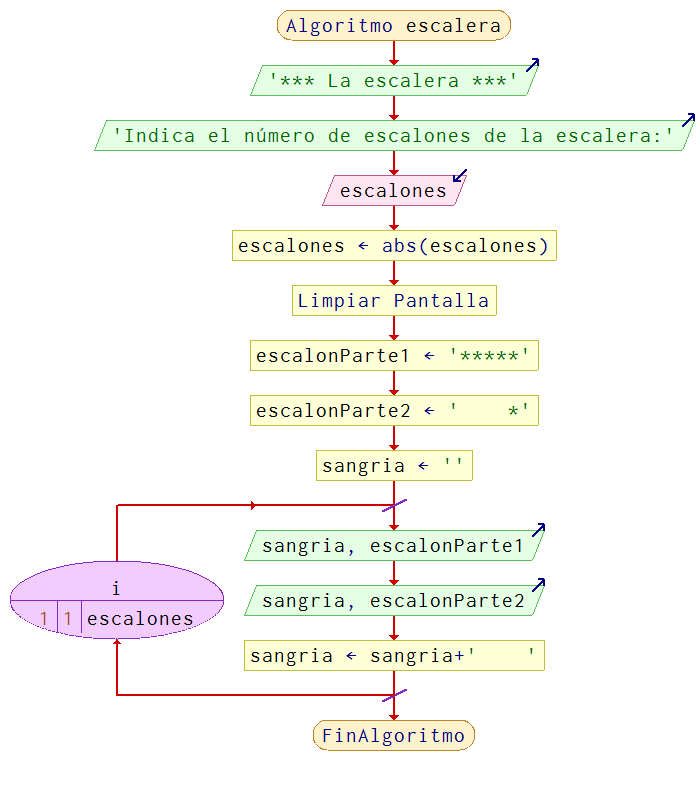 Algoritmo escalera
'*** La escalera ***'
'Indica el número de escalones de la escalera:'
escalones
escalones ← abs(escalones)
Limpiar Pantalla
escalonParte1 ← '*****'
escalonParte2 ← '    *'
sangria ← ''
sangria, escalonParte1
i
1 1 escalones
sangria, escalonParte2
sangria ← sangria+'    '
FinAlgoritmo